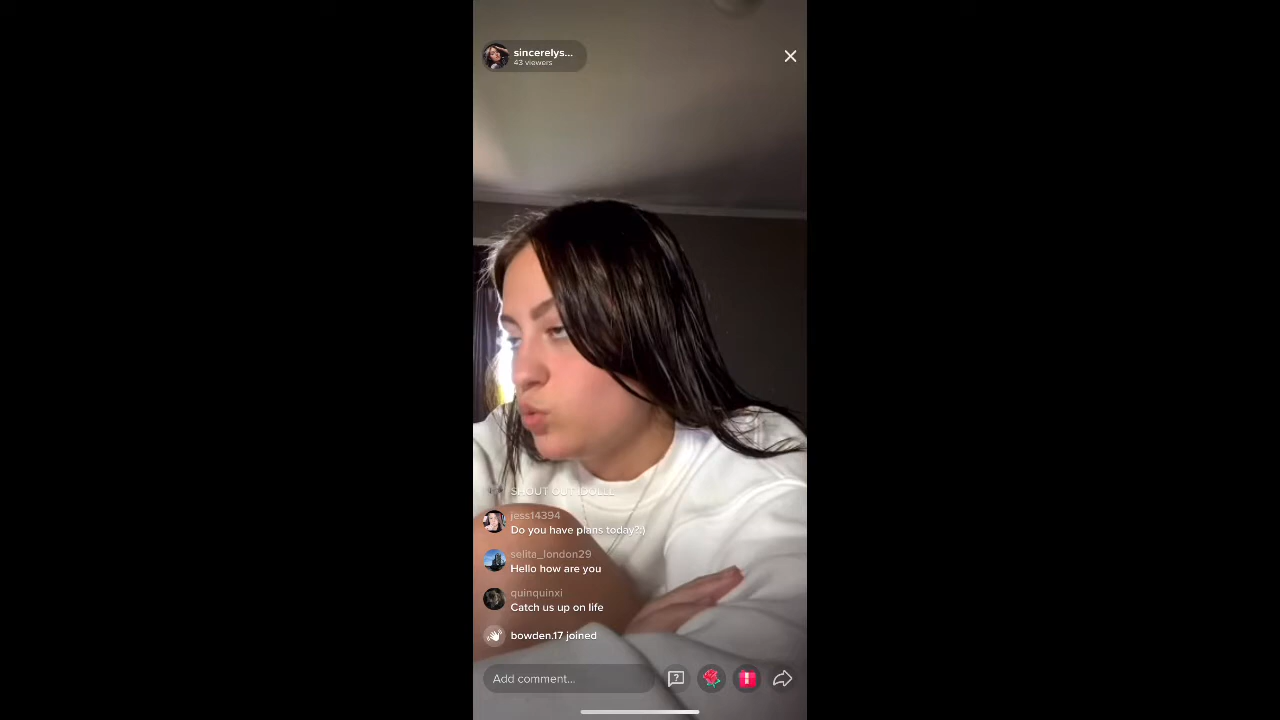 sincerelys...
43 viewers
SHOUT OUT
jess14394
Do you have plans today?:)
selita_london29
Hello how are you
quinquinxi
Catch us up on life
bowden.17 joined
Add comment...